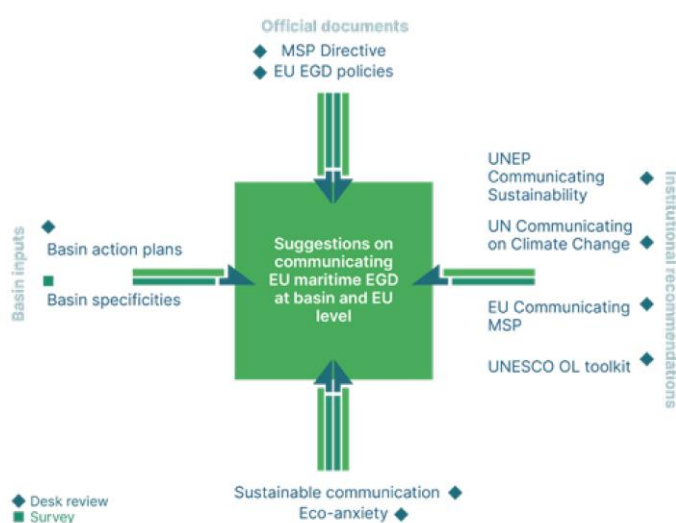 Official documents
MSP Directive
EU EGD policies
Basin inputs
Basin action plans
Basin specificities
Suggestions on
communicating
EU maritime EGD
at basin and EU
level
UNEP
Communicating
Sustainability
UN Communicating
on Climate Change
EU Communicating
MSP
UNESCO OL toolkit
Institutional recommendations
Sustainable communication
Eco-anxiety
Desk review
Survey